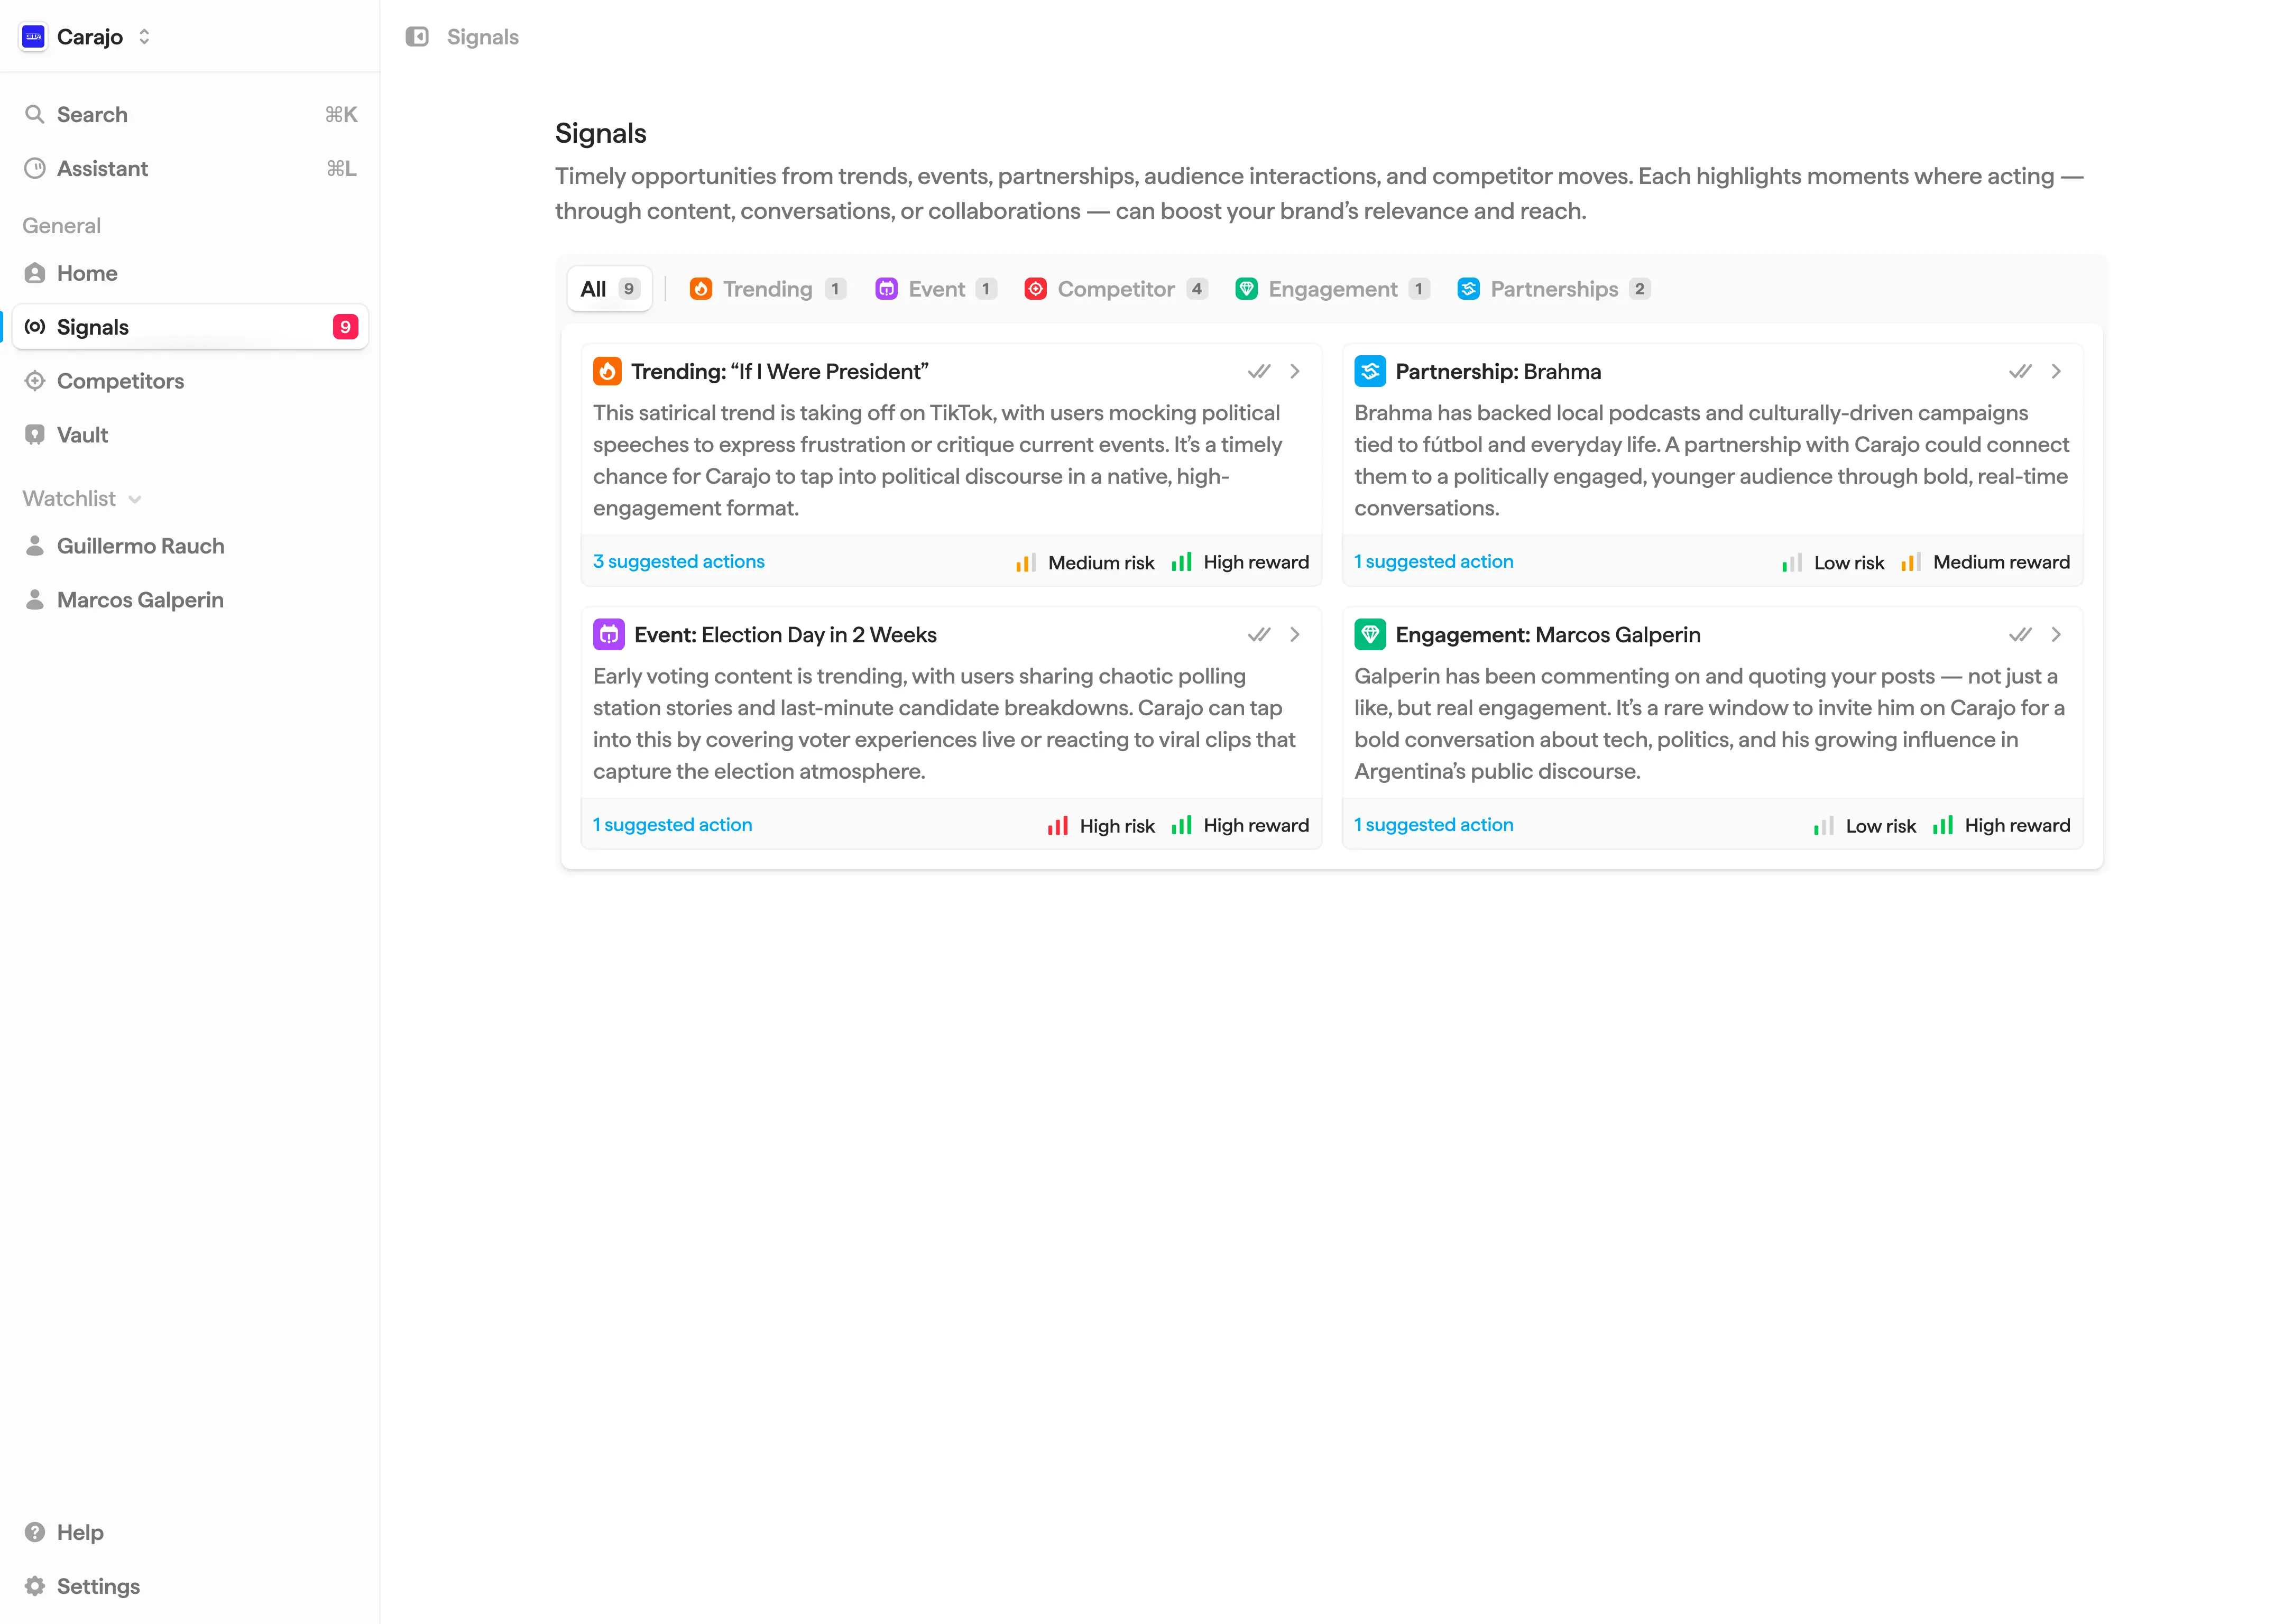 Carajo
Search ⌘K
Assistant ⌘L
General
Home
Signals 9
Competitors
Vault
Watchlist
Guillermo Rauch
Marcos Galperin
Help
Settings
Signals
Signals
Timely opportunities from trends, events, partnerships, audience interactions, and competitor moves. Each highlights moments where acting —
through content, conversations, or collaborations — can boost your brand’s relevance and reach.
All 9 Trending 1 Event 1 Competitor 4 Engagement 1 Partnerships 2
Trending: “If I Were President”
This satirical trend is taking off on TikTok, with users mocking political
speeches to express frustration or critique current events. It’s a timely
chance for Carajo to tap into political discourse in a native, high-
engagement format.
3 suggested actions Medium risk High reward
Partnership: Brahma
Brahma has backed local podcasts and culturally-driven campaigns
tied to fútbol and everyday life. A partnership with Carajo could connect
them to a politically engaged, younger audience through bold, real-time
conversations.
1 suggested action Low risk Medium reward
Event: Election Day in 2 Weeks
Early voting content is trending, with users sharing chaotic polling
station stories and last-minute candidate breakdowns. Carajo can tap
into this by covering voter experiences live or reacting to viral clips that
capture the election atmosphere.
1 suggested action High risk High reward
Engagement: Marcos Galperin
Galperin has been commenting on and quoting your posts — not just a
like, but real engagement. It’s a rare window to invite him on Carajo for a
bold conversation about tech, politics, and his growing influence in
Argentina’s public discourse.
1 suggested action Low risk High reward